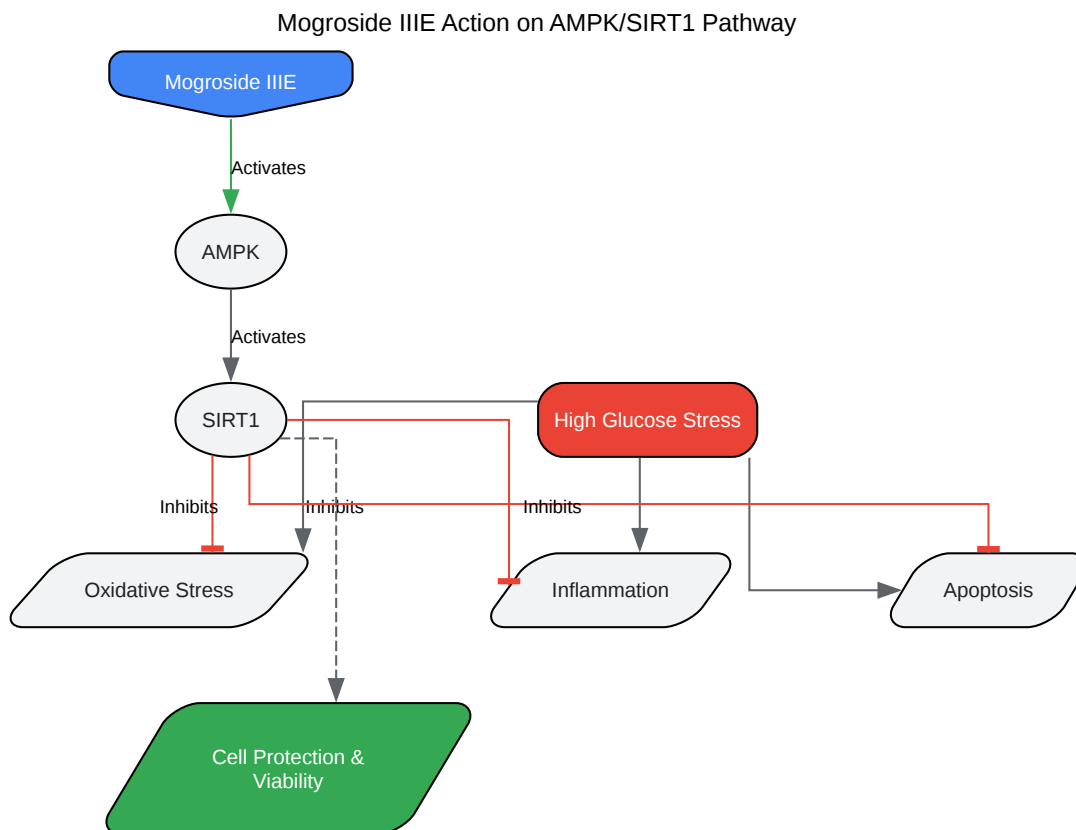 Mogroside IIIE Action on AMPK/SIRT1 Pathway
Mogroside IIIE
Activates
AMPK
Activates
SIRT1
High Glucose Stress
Inhibits
Inhibits
Inhibits
Oxidative Stress
Inflammation
Apoptosis
Cell Protection &
Viability